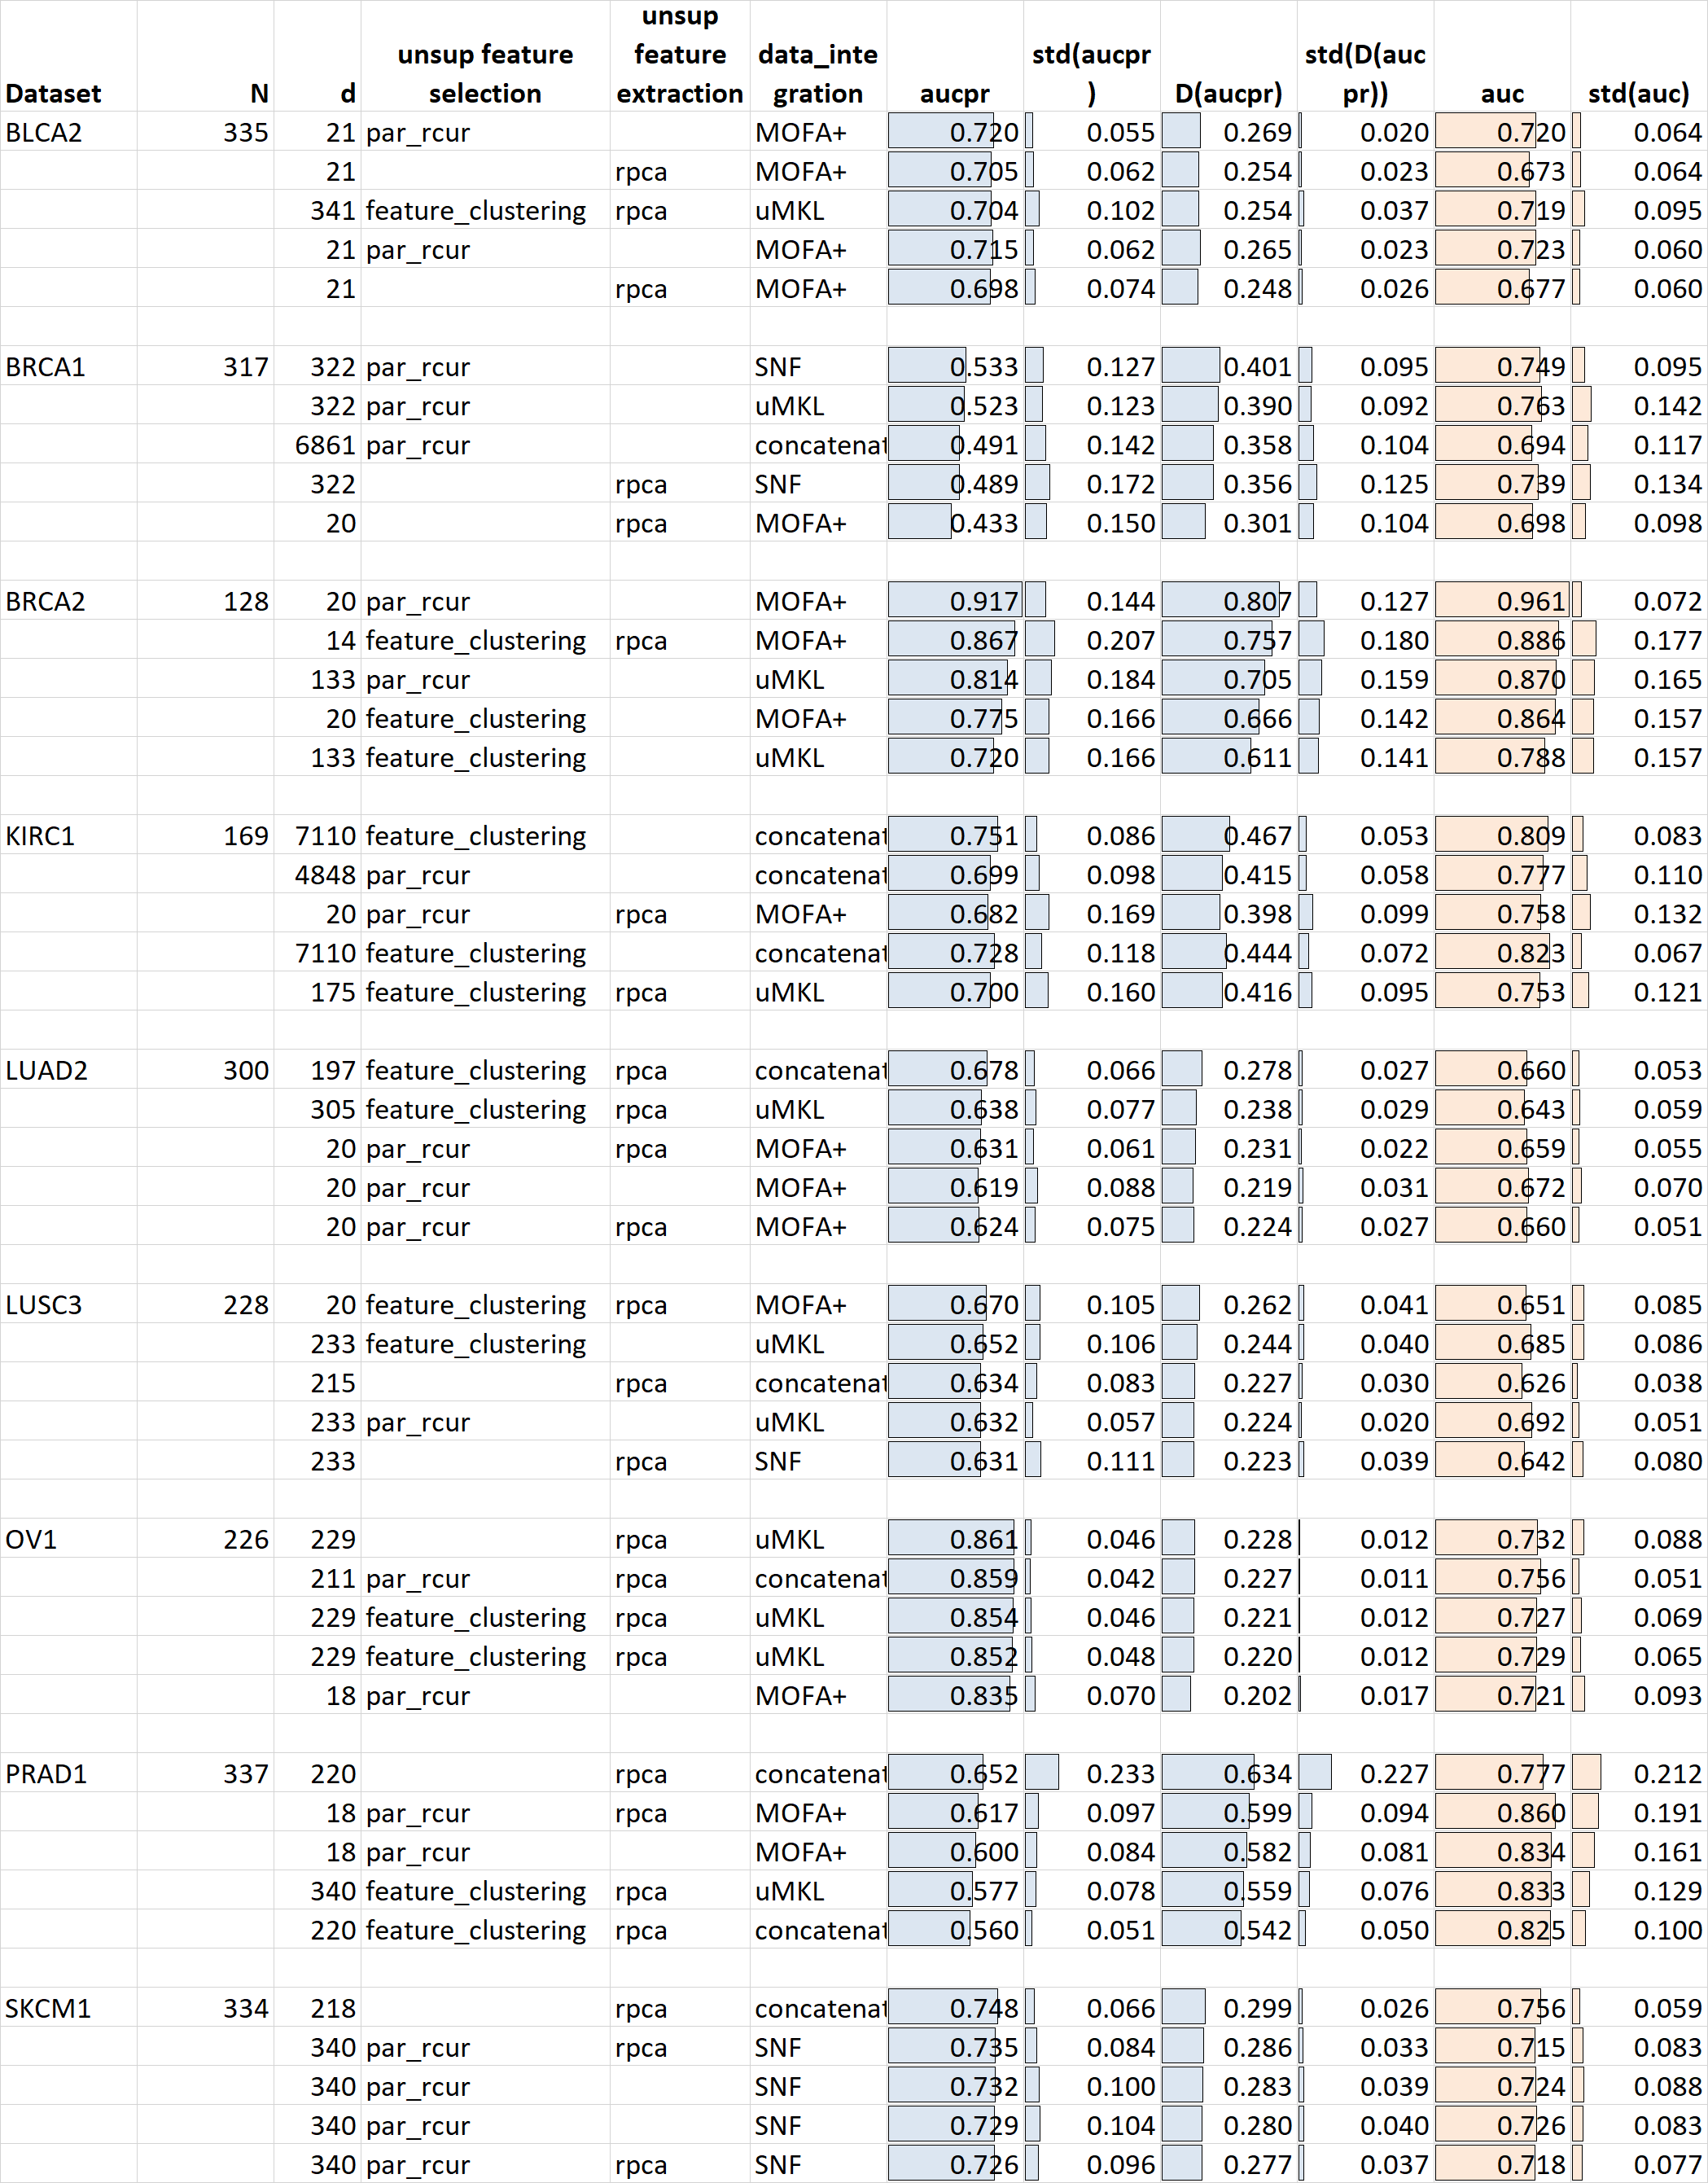 Dataset N d unsup feature selection unsup feature extraction data_integration aucpr std(aucpr) D(aucpr) std(D(aucpr)) auc std(auc)
BLCA2 335 21 par_rcur MOFA+ 0.720 0.055 0.269 0.020 0.720 0.064
21 rpca MOFA+ 0.705 0.062 0.254 0.023 0.673 0.064
341 feature_clustering rpca uMKL 0.704 0.102 0.254 0.037 0.719 0.095
21 par_rcur MOFA+ 0.715 0.062 0.265 0.023 0.723 0.060
21 rpca MOFA+ 0.698 0.074 0.248 0.026 0.677 0.060
BRCA1 317 322 par_rcur SNF 0.533 0.127 0.401 0.095 0.749 0.095
322 par_rcur uMKL 0.523 0.123 0.390 0.092 0.763 0.142
6861 par_rcur concatenat 0.491 0.142 0.358 0.104 0.694 0.117
322 rpca SNF 0.489 0.172 0.356 0.125 0.739 0.134
20 rpca MOFA+ 0.433 0.150 0.301 0.104 0.698 0.098
BRCA2 128 20 par_rcur MOFA+ 0.917 0.144 0.807 0.127 0.961 0.072
14 feature_clustering rpca MOFA+ 0.867 0.207 0.757 0.180 0.886 0.177
133 par_rcur uMKL 0.814 0.184 0.705 0.159 0.870 0.165
20 feature_clustering MOFA+ 0.775 0.166 0.666 0.142 0.864 0.157
133 feature_clustering uMKL 0.720 0.166 0.611 0.141 0.788 0.157
KIRC1 169 7110 feature_clustering concatenat 0.751 0.086 0.467 0.053 0.809 0.083
4848 par_rcur concatenat 0.699 0.098 0.415 0.058 0.777 0.110
20 par_rcur rpca MOFA+ 0.682 0.169 0.398 0.099 0.758 0.132
7110 feature_clustering concatenat 0.728 0.118 0.444 0.072 0.823 0.067
175 feature_clustering rpca uMKL 0.700 0.160 0.416 0.095 0.753 0.121
LUAD2 300 197 feature_clustering rpca concatenat 0.678 0.066 0.278 0.027 0.660 0.053
305 feature_clustering rpca uMKL 0.638 0.077 0.238 0.029 0.643 0.059
20 par_rcur rpca MOFA+ 0.631 0.061 0.231 0.022 0.659 0.055
20 par_rcur MOFA+ 0.619 0.088 0.219 0.031 0.672 0.070
20 par_rcur rpca MOFA+ 0.624 0.075 0.224 0.027 0.660 0.051
LUSC3 228 20 feature_clustering rpca MOFA+ 0.670 0.105 0.262 0.041 0.651 0.085
233 feature_clustering uMKL 0.652 0.106 0.244 0.040 0.685 0.086
215 rpca concatenat 0.634 0.083 0.227 0.030 0.626 0.038
233 par_rcur uMKL 0.632 0.057 0.224 0.020 0.692 0.051
233 rpca SNF 0.631 0.111 0.223 0.039 0.642 0.080
OV1 226 229 rpca uMKL 0.861 0.046 0.228 0.012 0.732 0.088
211 par_rcur rpca concatenat 0.859 0.042 0.227 0.011 0.756 0.051
229 feature_clustering rpca uMKL 0.854 0.046 0.221 0.012 0.727 0.069
229 feature_clustering rpca uMKL 0.852 0.048 0.220 0.012 0.729 0.065
18 par_rcur MOFA+ 0.835 0.070 0.202 0.017 0.721 0.093
PRAD1 337 220 rpca concatenat 0.652 0.233 0.634 0.227 0.777 0.212
18 par_rcur rpca MOFA+ 0.617 0.097 0.599 0.094 0.860 0.191
18 par_rcur MOFA+ 0.600 0.084 0.582 0.081 0.834 0.161
340 feature_clustering rpca uMKL 0.577 0.078 0.559 0.076 0.833 0.129
220 feature_clustering rpca concatenat 0.560 0.051 0.542 0.050 0.825 0.100
SKCM1 334 218 rpca concatenat 0.748 0.066 0.299 0.026 0.756 0.059
340 par_rcur rpca SNF 0.735 0.084 0.286 0.033 0.715 0.083
340 par_rcur SNF 0.732 0.100 0.283 0.039 0.724 0.088
340 par_rcur SNF 0.729 0.104 0.280 0.040 0.726 0.083
340 par_rcur rpca SNF 0.726 0.096 0.277 0.037 0.718 0.077